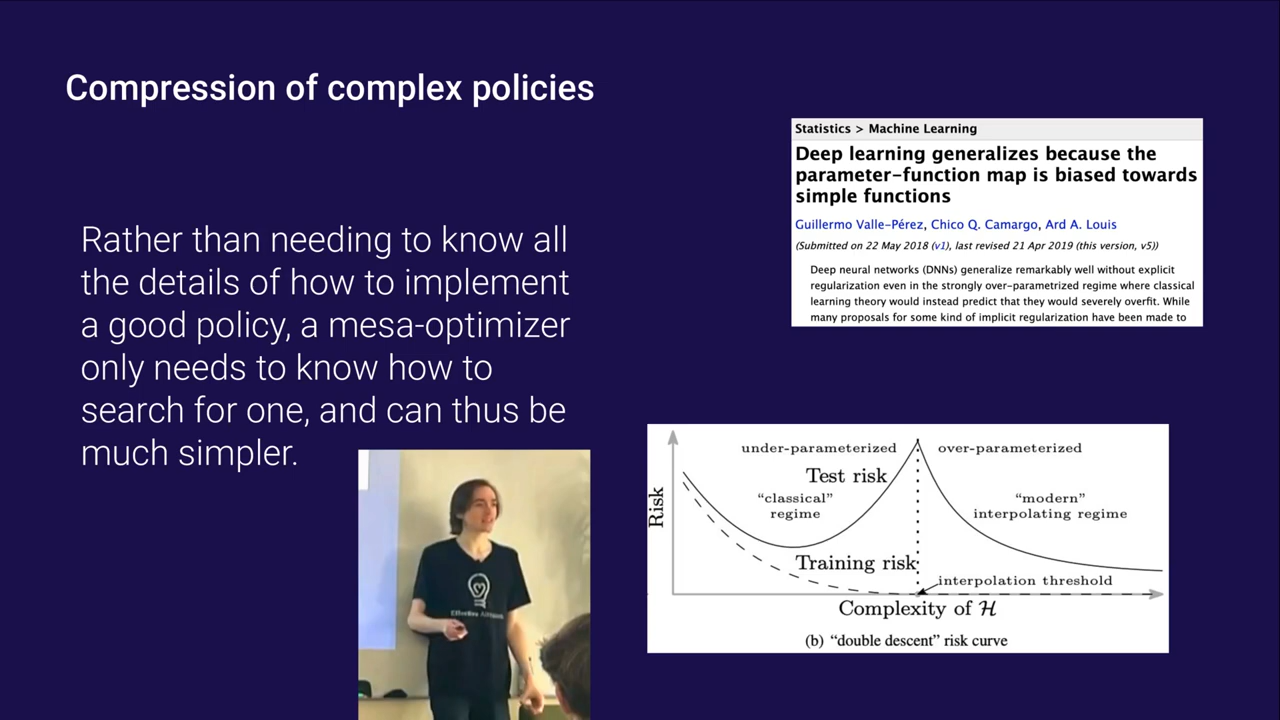 Compression of complex policies
Rather than needing to know all
the details of how to implement
a good policy, a mesa-optimizer
only needs to know how to
search for one, and can thus be
much simpler.
Statistics > Machine Learning
Deep learning generalizes because the
parameter-function map is biased towards
simple functions
Guillermo Valle-Pérez, Chico Q. Camargo, Ard A. Louis
(Submitted on 22 May 2018 (v1), last revised 21 Apr 2019 (this version, v5))
Deep neural networks (DNNs) generalize remarkably well without explicit
regularization even in the strongly over-parametrized regime where classical
learning theory would instead predict that they would severely overfit. While
many proposals for some kind of implicit regularization have been made to
under-parameterized
over-parameterized
Test risk
"classical"
regime
"modern"
interpolating regime
Risk
Training risk
interpolation threshold
Complexity of ℋ
(b) "double descent" risk curve
Effective